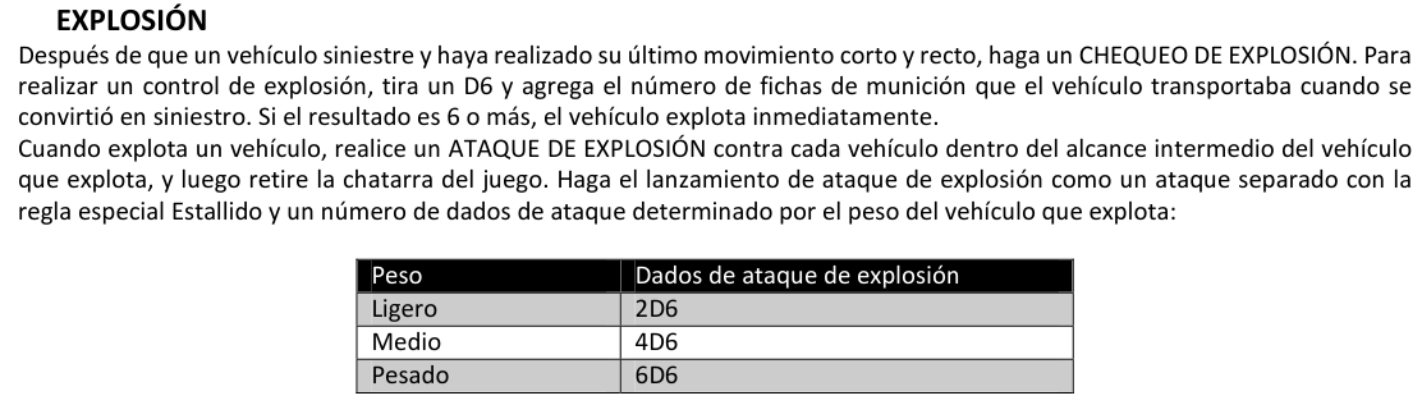 EXPLOSIÓN
Después de que un vehículo siniestre y haya realizado su último movimiento corto y recto, haga un CHEQUEO DE EXPLOSIÓN. Para
realizar un control de explosión, tira un D6 y agrega el número de fichas de munición que el vehículo transportaba cuando se
convirtió en siniestro. Si el resultado es 6 o más, el vehículo explota inmediatamente.
Cuando explota un vehículo, realice un ATAQUE DE EXPLOSIÓN contra cada vehículo dentro del alcance intermedio del vehículo
que explota, y luego retire la chatarra del juego. Haga el lanzamiento de ataque de explosión como un ataque separado con la
regla especial Estallido y un número de dados de ataque determinado por el peso del vehículo que explota:
Peso Dados de ataque de explosión
Ligero 2D6
Medio 4D6
Pesado 6D6